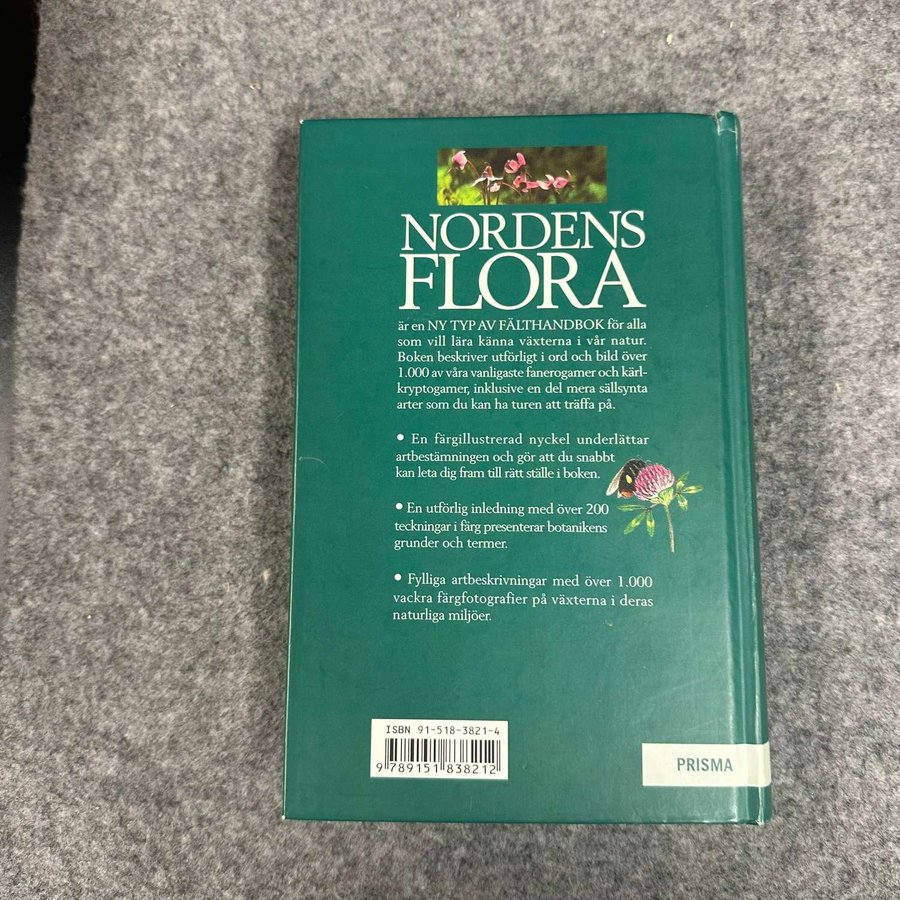 NORDENS
FLORA
är en NY TYP AV FÄLTHANDBOK för alla
som vill lära känna växterna i vår natur.
Boken beskriver utförligt i ord och bild över
1.000 av våra vanligaste fanerogamer och kärl-
kryptogamer, inklusive en del mera sällsynta
arter som du kan ha turen att träffa på.
• En färgillustrerad nyckel underlättar
artbestämningen och gör att du snabbt
kan leta dig fram till rätt ställe i boken.
• En utförlig inledning med över 200
teckningar i färg presenterar botanikens
grunder och termer.
• Fylliga artbeskrivningar med över 1.000
vackra färgfotografier på växterna i deras
naturliga miljöer.
ISBN 91-518-3821-4
9 789151 838212
PRISMA